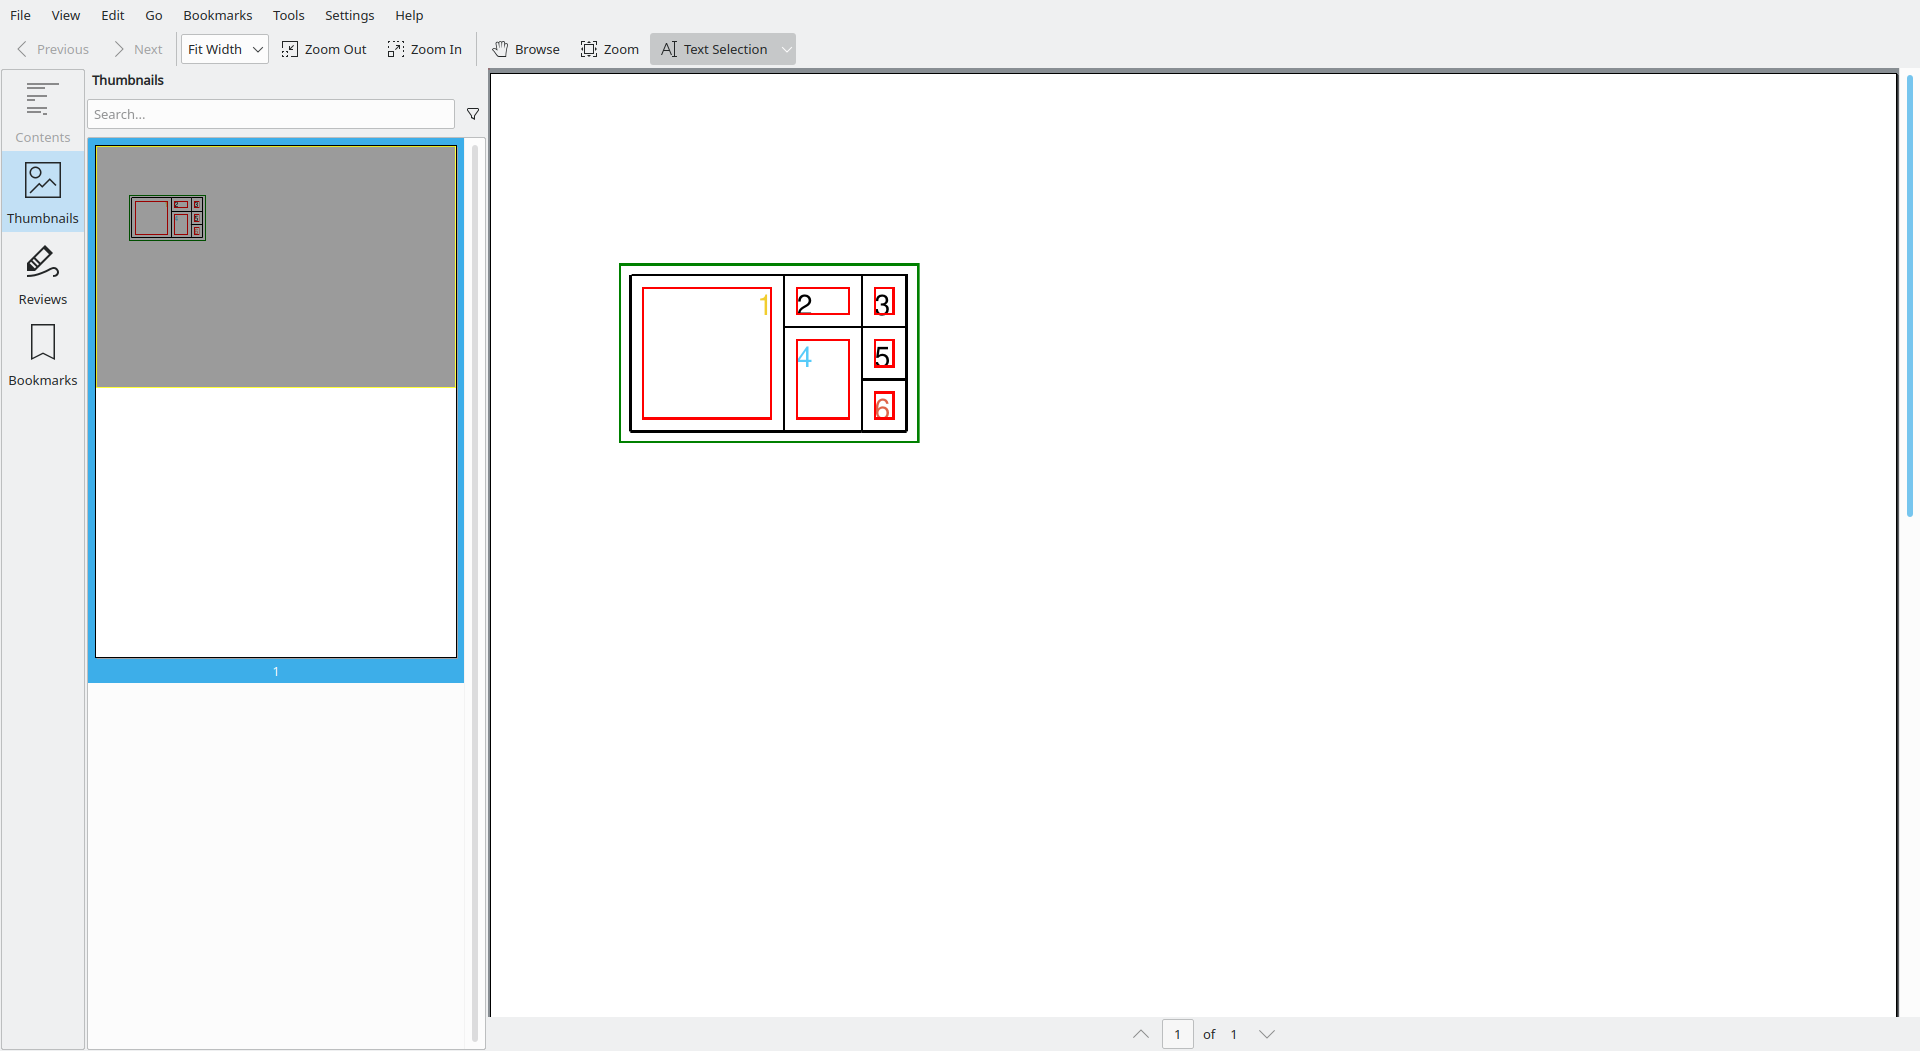 File View Edit Go Bookmarks Tools Settings Help
Previous Next Fit Width Zoom Out Zoom In Browse Zoom Text Selection
Contents
Thumbnails
Reviews
Bookmarks
Thumbnails
Search...
1
1 2 3
4 5
6
1 of 1